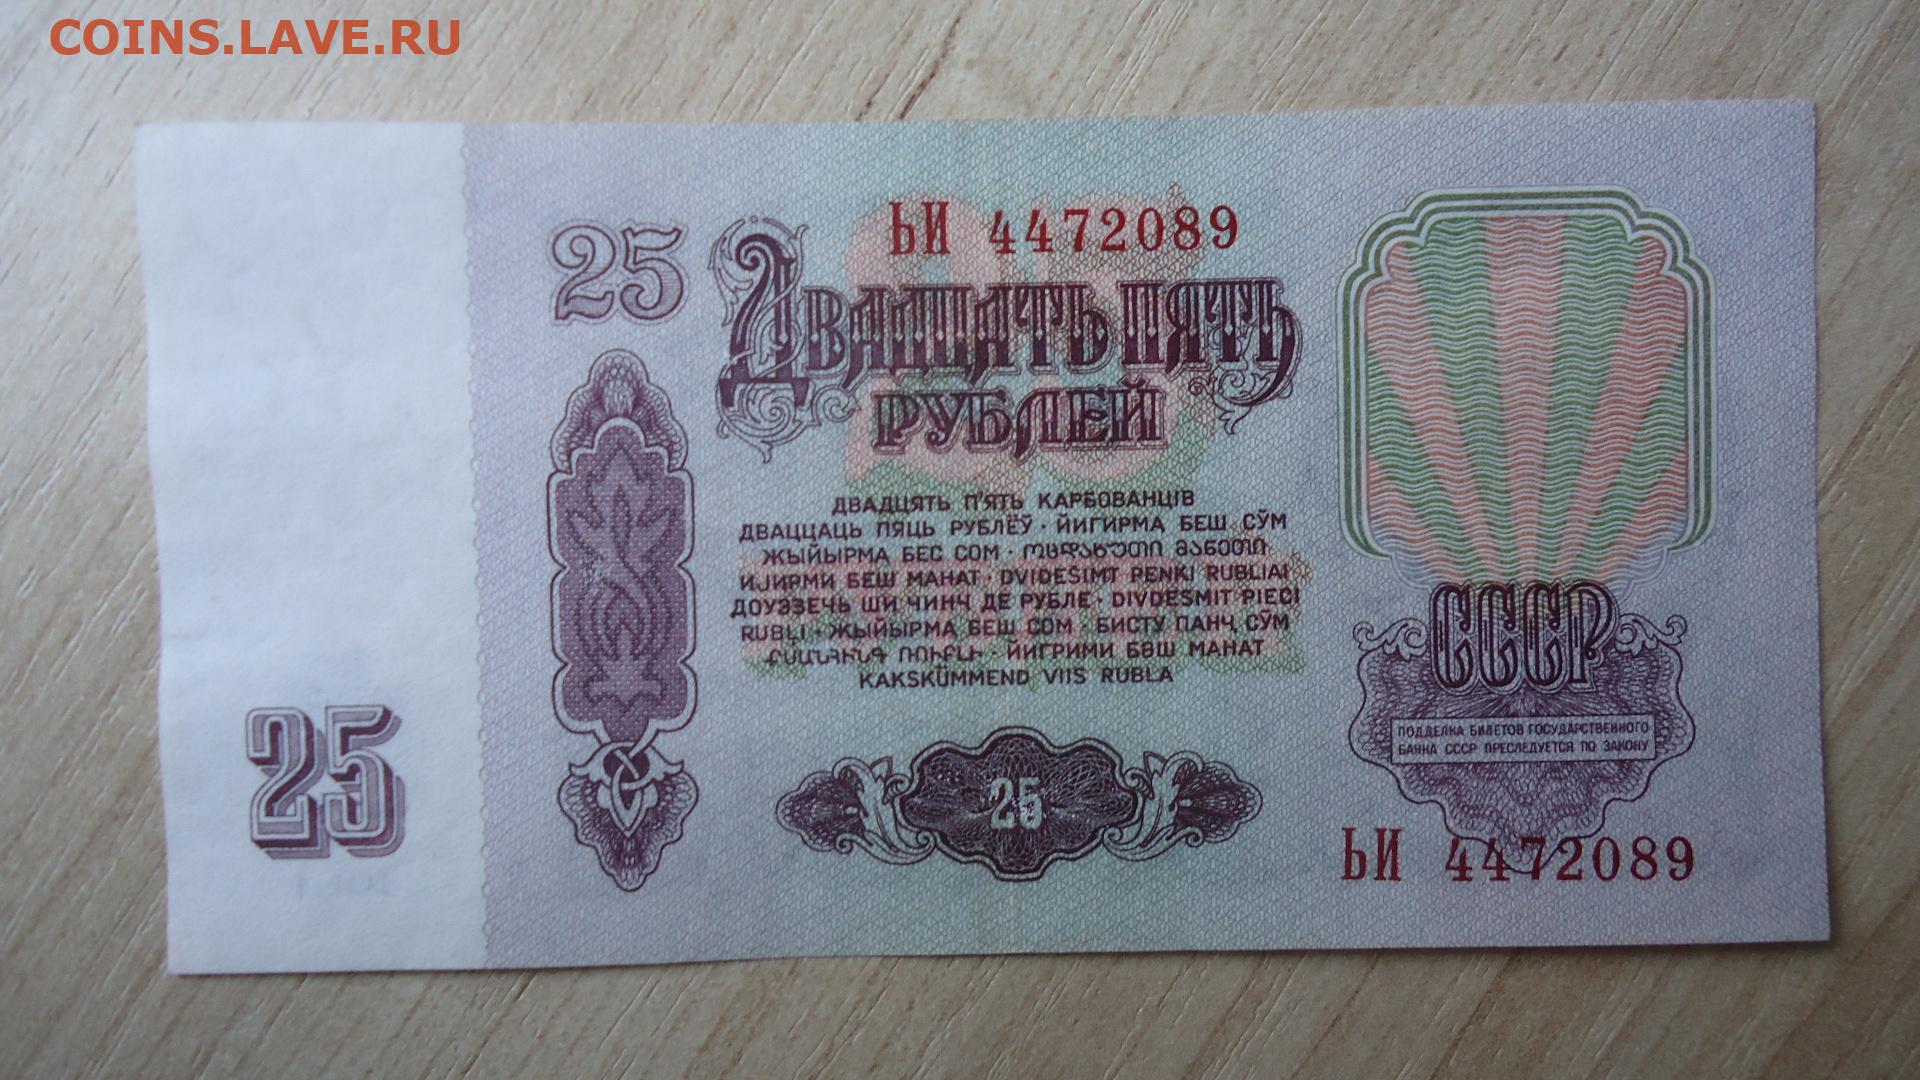 COINS.LAVE.RU
ЬИ 4472089
25
Двадцать пять
рублей
ДВАДЦЯТЬ П'ЯТЬ КАРБОВАНЦІВ
ДВАЦЦАЦЬ ПЯЦЬ РУБЛЁЎ · ЙИГИРМА БЕШ СЎМ
ЖЫЙЫРМА БЕС СОМ · ᲝᲪᲓᲐᲮᲣᲗᲘ ᲛᲐᲜᲔᲗᲘ
ИЈИРМИ БЕШ МАНАТ · DVIDEŠIMT PENKI RUBLIAI
ДОУЭЗЕЧЬ ШИ ЧИНЧ ДЕ РУБЛЕ · DIVDESMIT PIECI
RUBLI · ЖЫЙЫРМА БЕШ СОМ · БИСТУ ПАНҶ СӮМ
ՔՍԱՆՀԻՆԳ ՌՈՒԲԼԻ · ЙИГРИМИ БӘШ МАНАТ
KAKSKÜMMEND VIIS RUBLA
СССР
ПОДДЕЛКА БИЛЕТОВ ГОСУДАРСТВЕННОГО
БАНКА СССР ПРЕСЛЕДУЕТСЯ ПО ЗАКОНУ
25
25
ЬИ 4472089